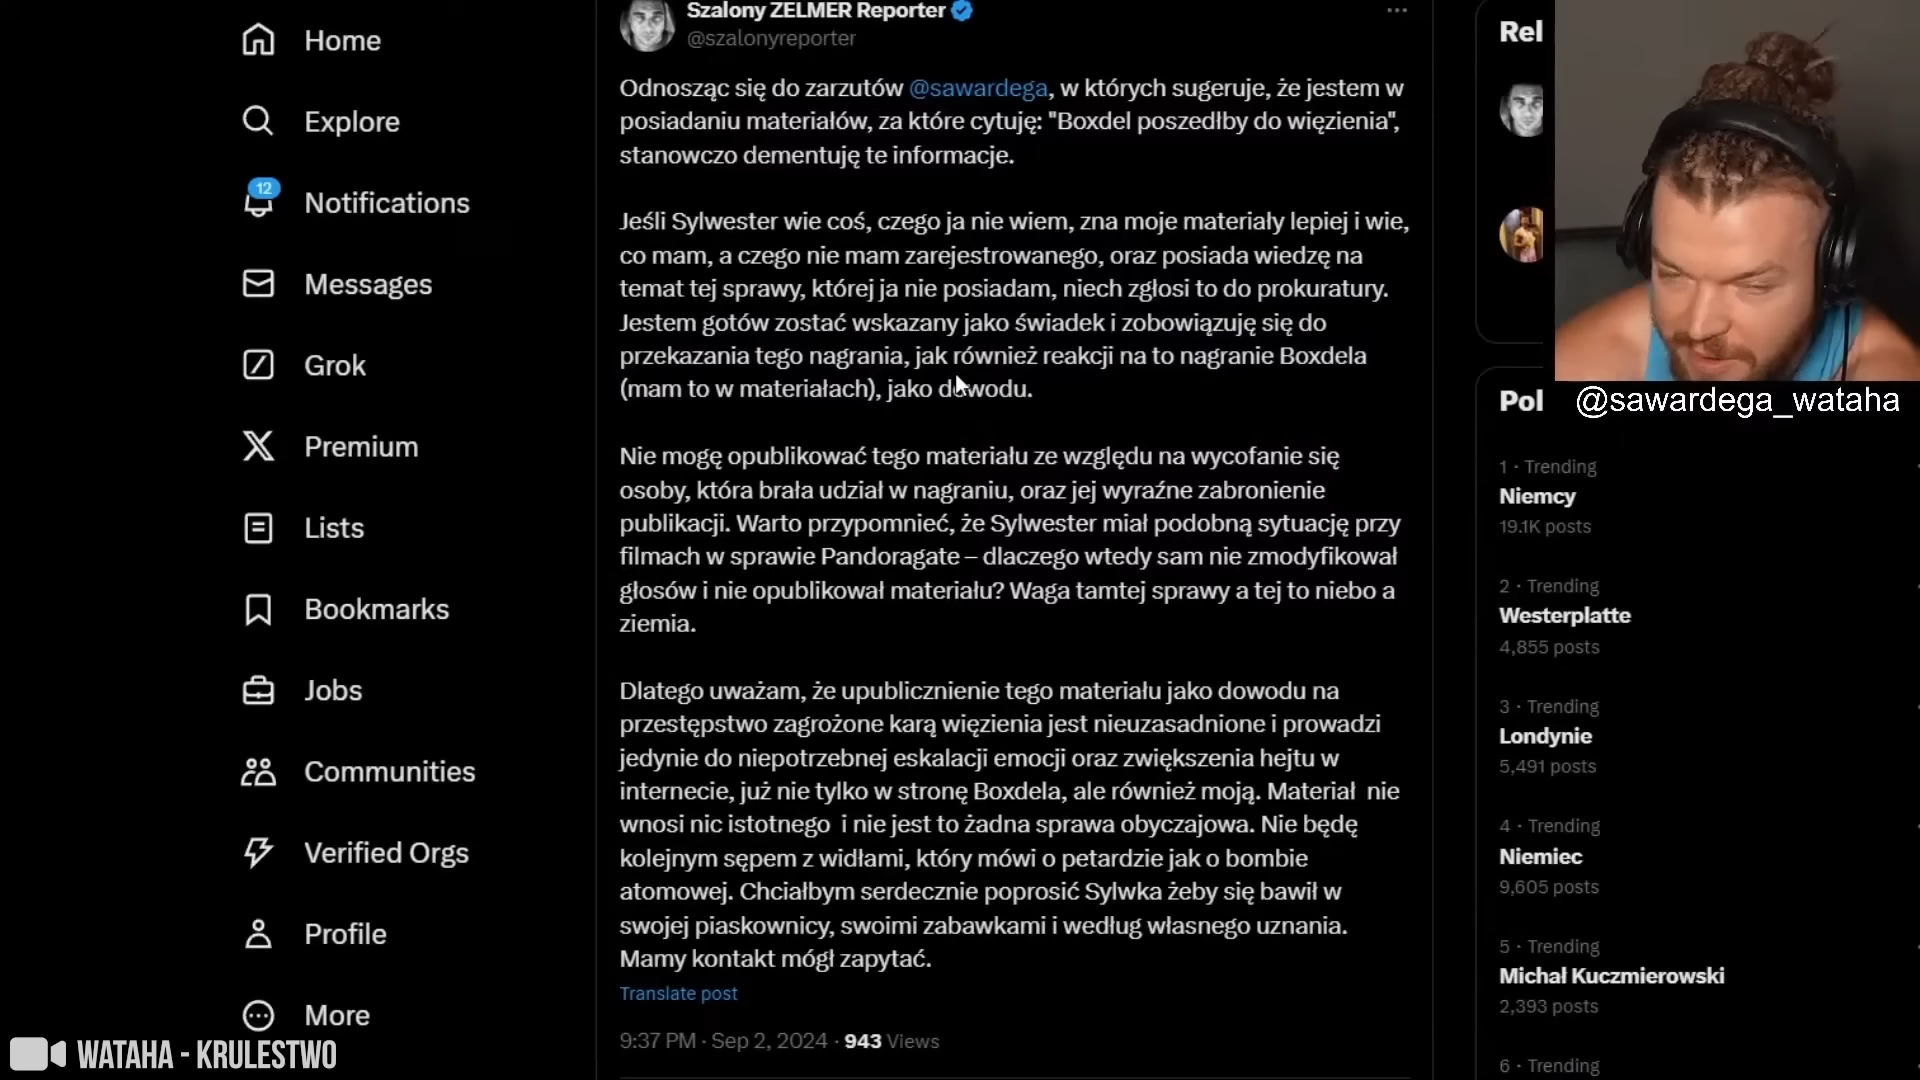 Home
Explore
12
Notifications
Messages
Grok
Premium
Lists
Bookmarks
Jobs
Communities
Verified Orgs
Profile
More
WATAHA - KRULESTWO
Szalony ZELMER Reporter
@szalonyreporter
Odnosząc się do zarzutów @sawardega, w których sugeruje, że jestem w
posiadaniu materiałów, za które cytuję: "Boxdel poszedłby do więzienia",
stanowczo dementuję te informacje.
Jeśli Sylwester wie coś, czego ja nie wiem, zna moje materiały lepiej i wie,
co mam, a czego nie mam zarejestrowanego, oraz posiada wiedzę na
temat tej sprawy, której ja nie posiadam, niech zgłosi to do prokuratury.
Jestem gotów zostać wskazany jako świadek i zobowiązuję się do
przekazania tego nagrania, jak również reakcji na to nagranie Boxdela
(mam to w materiałach), jako dowodu.
Nie mogę opublikować tego materiału ze względu na wycofanie się
osoby, która brała udział w nagraniu, oraz jej wyraźne zabronienie
publikacji. Warto przypomnieć, że Sylwester miał podobną sytuację przy
filmach w sprawie Pandoragate – dlaczego wtedy sam nie zmodyfikował
głosów i nie opublikował materiału? Waga tamtej sprawy a tej to niebo a
ziemia.
Dlatego uważam, że upublicznienie tego materiału jako dowodu na
przestępstwo zagrożone karą więzienia jest nieuzasadnione i prowadzi
jedynie do niepotrzebnej eskalacji emocji oraz zwiększenia hejtu w
internecie, już nie tylko w stronę Boxdela, ale również moją. Materiał  nie
wnosi nic istotnego  i nie jest to żadna sprawa obyczajowa. Nie będę
kolejnym sępem z widłami, który mówi o petardzie jak o bombie
atomowej. Chciałbym serdecznie poprosić Sylwka żeby się bawił w
swojej piaskownicy, swoimi zabawkami i według własnego uznania.
Mamy kontakt mógł zapytać.
Translate post
9:37 PM · Sep 2, 2024 · 943 Views
Rel
@sawardega_wataha
Pol
1 · Trending
Niemcy
19.1K posts
2 · Trending
Westerplatte
4,855 posts
3 · Trending
Londynie
5,491 posts
4 · Trending
Niemiec
9,605 posts
5 · Trending
Michał Kuczmierowski
2,393 posts
6 · Trending